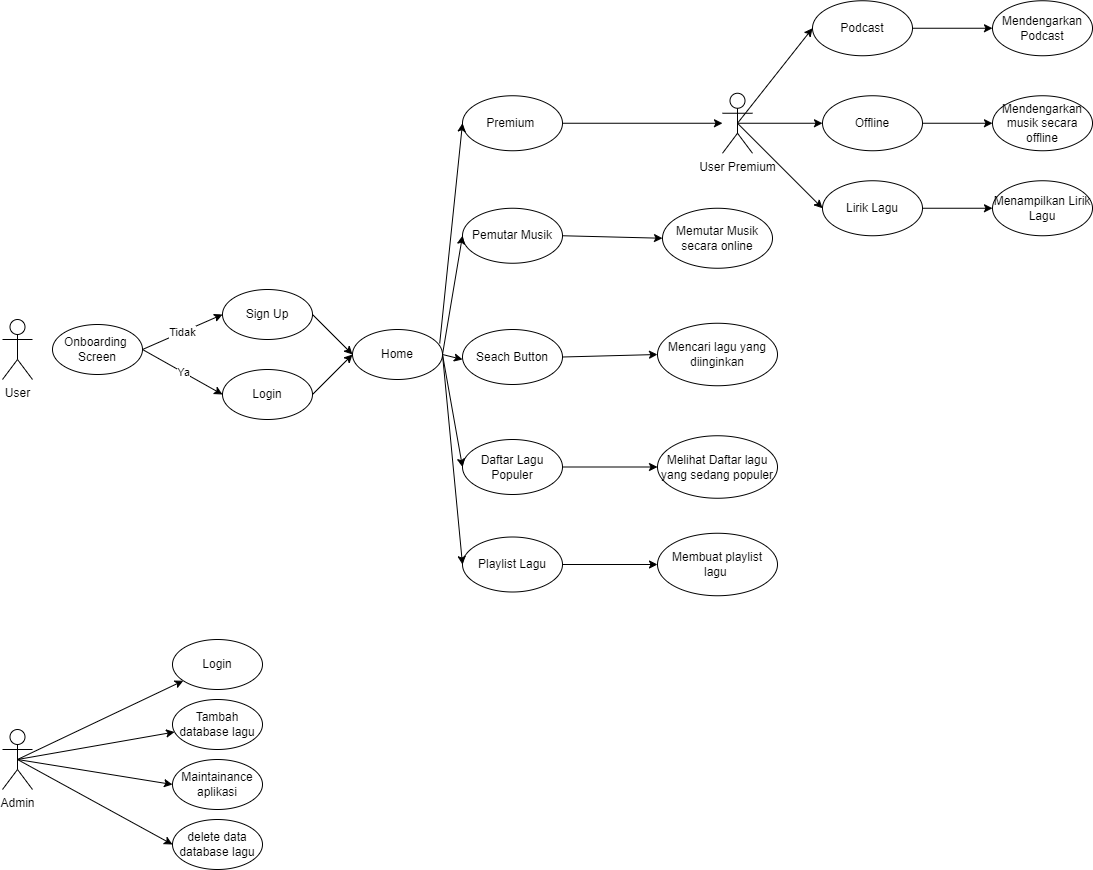 Podcast
Mendengarkan
Podcast
Premium
User Premium
Offline
Mendengarkan
musik secara
offline
Lirik Lagu
Menampilkan Lirik
Lagu
Pemutar Musik
Memutar Musik
secara online
User
Onboarding
Screen
Tidak
Ya
Sign Up
Login
Home
Seach Button
Mencari lagu yang
diinginkan
Daftar Lagu
Populer
Melihat Daftar lagu
yang sedang populer
Playlist Lagu
Membuat playlist
lagu
Admin
Login
Tambah
database lagu
Maintainance
aplikasi
delete data
database lagu